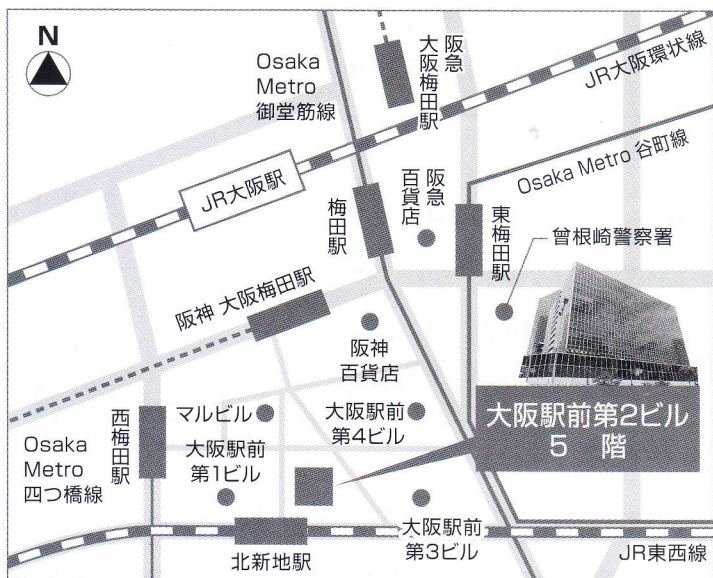 N
Osaka
Metro
御堂筋線
阪急
大阪梅田駅
JR大阪環状線
Osaka Metro 谷町線
JR大阪駅
梅田駅
阪急
百貨店
東梅田駅
曾根崎警察署
阪神 大阪梅田駅
阪神
百貨店
西梅田駅
マルビル
大阪駅前
第4ビル
大阪駅前第2ビル
5 階
Osaka
Metro
四つ橋線
大阪駅前
第1ビル
北新地駅
大阪駅前
第3ビル
JR東西線